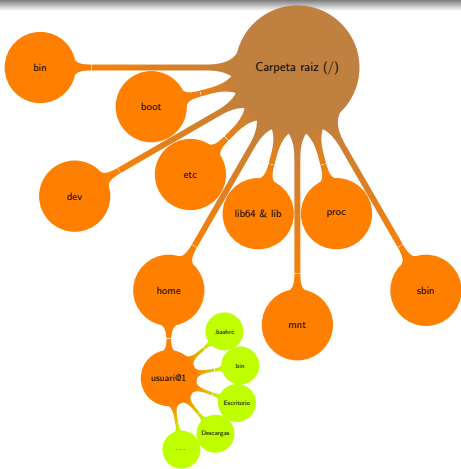 Carpeta raiz (/)
bin
boot
dev
etc
lib64 & lib
proc
home
mnt
sbin
.bashrc
bin
usuari@1
Escritorio
Descargas
...